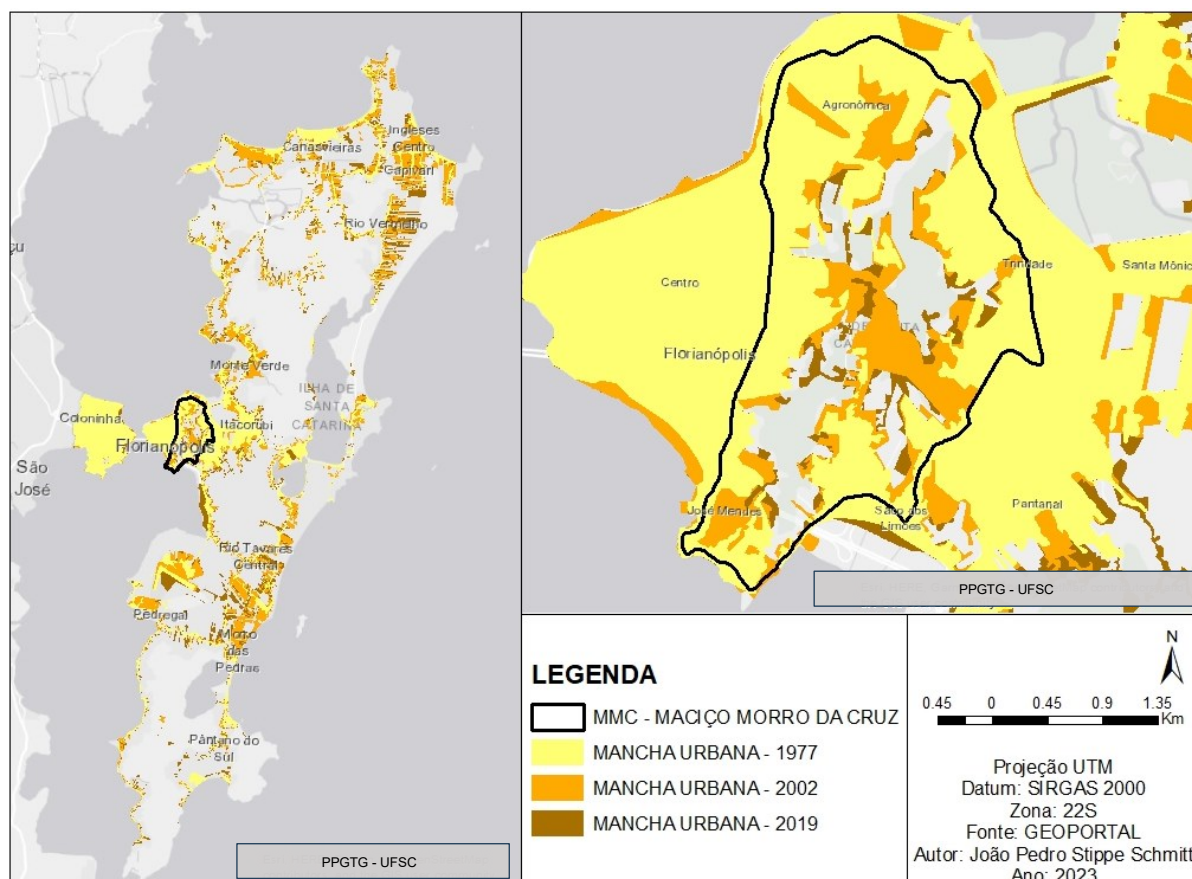 Canasvieiras
Ingleses
Centro
Capivari
Rio Vermelho
Monte Verde
ILHA DE
SANTA
CATARINA
Coloninha
Itacorubi
Florianópolis
São
José
Rio Tavares
Central
Pedregal
Morro
das
Pedras
Pântano do
Sul
PPGTG - UFSC
Agronômica
Trindade
Santa Mônic
Centro
Florianópolis
José Mendes
Saco dos
Limões
Pantanal
PPGTG - UFSC
LEGENDA
MMC - MACIÇO MORRO DA CRUZ
MANCHA URBANA - 1977
MANCHA URBANA - 2002
MANCHA URBANA - 2019
N
0.45 0 0.45 0.9 1.35
Km
Projeção UTM
Datum: SIRGAS 2000
Zona: 22S
Fonte: GEOPORTAL
Autor: João Pedro Stippe Schmitt
Ano: 2023